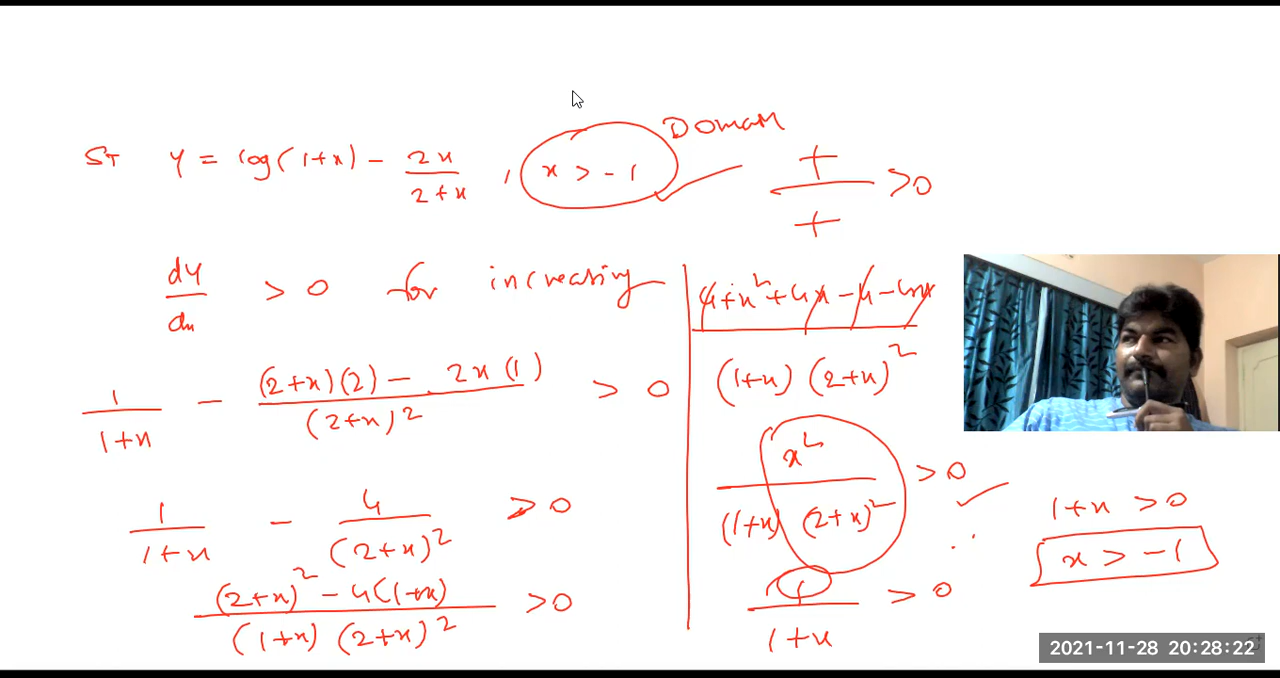 Domain
ST y = log(1+x) - 2x/(2+x) , x > -1
+/+ > 0
dy/dx > 0 for increasing
1/(1+x) - ((2+x)(2) - 2x(1))/(2+x)² > 0
1/(1+x) - 4/(2+x)² > 0
((2+x)² - 4(1+x))/((1+x)(2+x)²) > 0
(4+x²+4x-4-4x)/((1+x)(2+x)²)
x²/((1+x)(2+x)²) > 0
1/(1+x) > 0
∵
1+x > 0
x > -1
2021-11-28 20:28:22